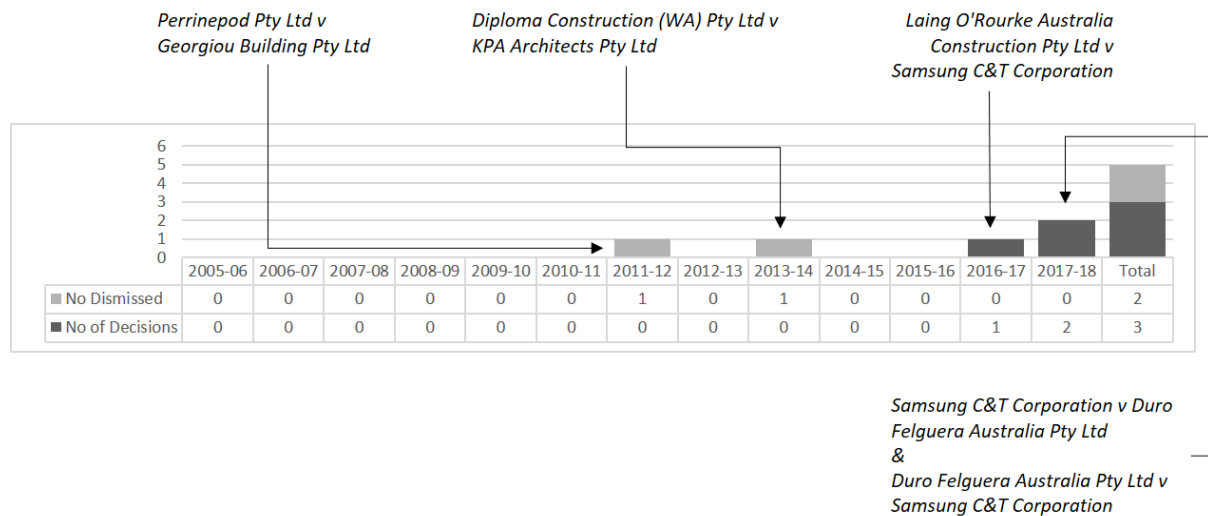 Perrinepod Pty Ltd v
Georgiou Building Pty Ltd
Diploma Construction (WA) Pty Ltd v
KPA Architects Pty Ltd
Laing O'Rourke Australia
Construction Pty Ltd v
Samsung C&T Corporation
6
5
4
3
2
1
0
2005-06 2006-07 2007-08 2008-09 2009-10 2010-11 2011-12 2012-13 2013-14 2014-15 2015-16 2016-17 2017-18 Total
No Dismissed 0 0 0 0 0 0 1 0 1 0 0 0 0 2
No of Decisions 0 0 0 0 0 0 0 0 0 0 0 1 2 3
Samsung C&T Corporation v Duro
Felguera Australia Pty Ltd
&
Duro Felguera Australia Pty Ltd v
Samsung C&T Corporation